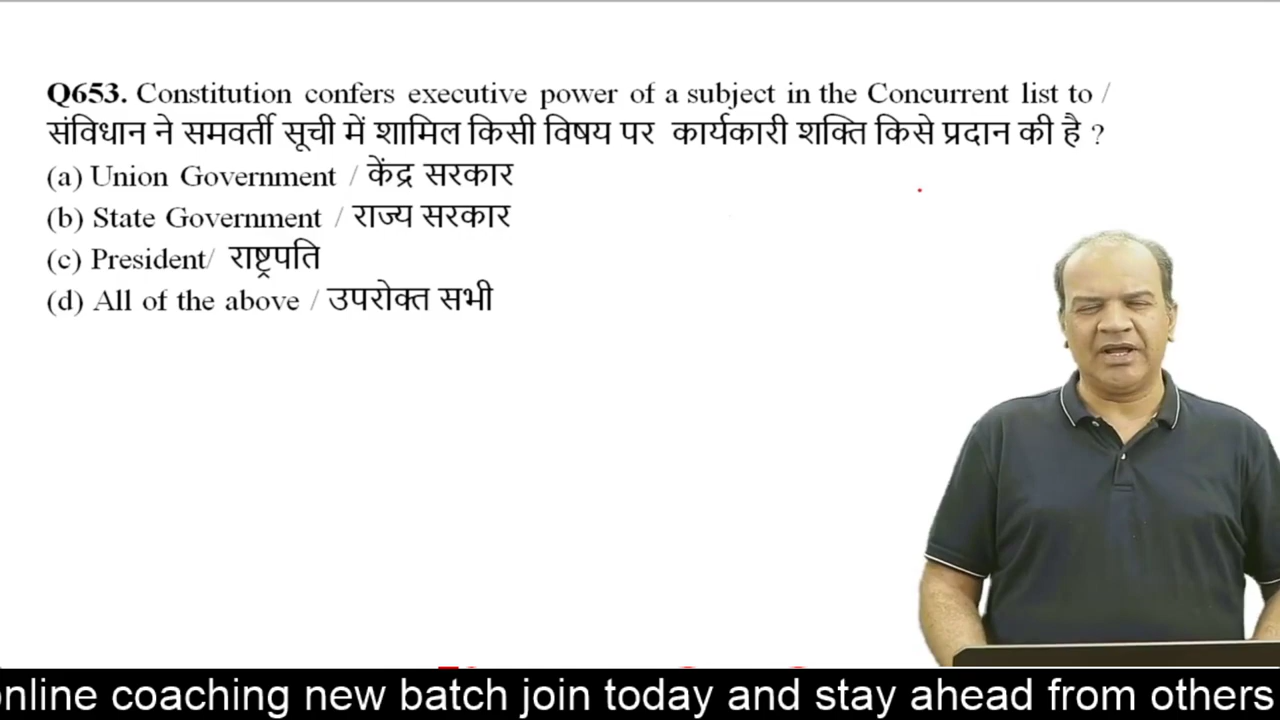 Q653. Constitution confers executive power of a subject in the Concurrent list to /
संविधान ने समवर्ती सूची में शामिल किसी विषय पर कार्यकारी शक्ति किसे प्रदान की है ?
(a) Union Government / केंद्र सरकार
(b) State Government / राज्य सरकार
(c) President/ राष्ट्रपति
(d) All of the above / उपरोक्त सभी
online coaching new batch join today and stay ahead from others